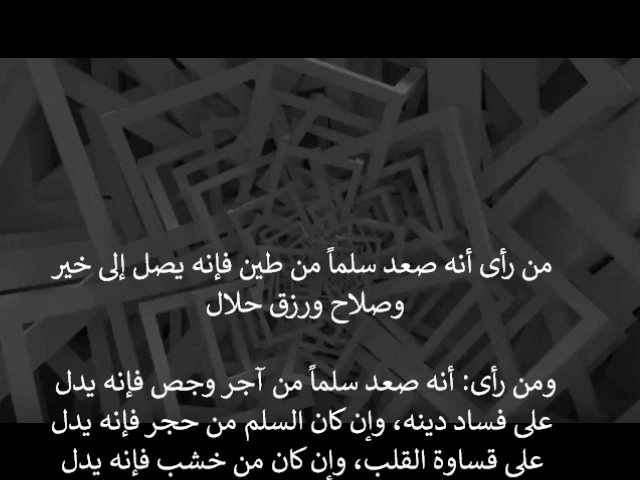 من رأى أنه صعد سلماً من طين فإنه يصل إلى خير
وصلاح ورزق حلال
ومن رأى: أنه صعد سلماً من آجر وجص فإنه يدل
على فساد دينه، وإن كان السلم من حجر فإنه يدل
على قساوة القلب، وإن كان من خشب فإنه يدل